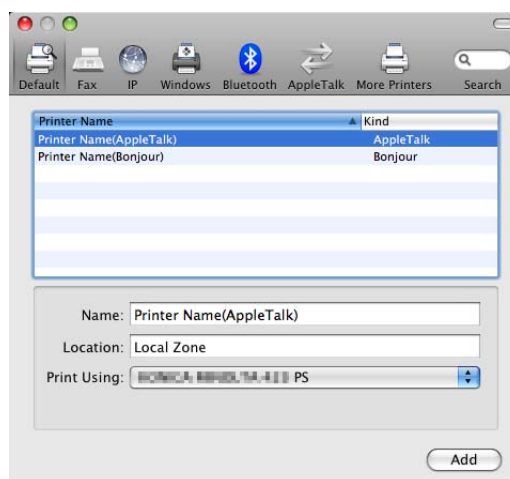 Default Fax IP Windows Bluetooth AppleTalk More Printers Search
Printer Name Kind
Printer Name(AppleTalk) AppleTalk
Printer Name(Bonjour) Bonjour
Name: Printer Name(AppleTalk)
Location: Local Zone
Print Using: PS
Add